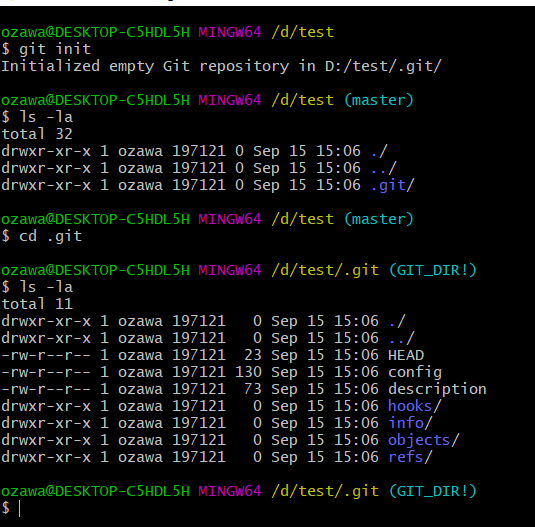 ozawa@DESKTOP-C5HDL5H MINGW64 /d/test
$ git init
Initialized empty Git repository in D:/test/.git/
ozawa@DESKTOP-C5HDL5H MINGW64 /d/test (master)
$ ls -la
total 32
drwxr-xr-x 1 ozawa 197121 0 Sep 15 15:06 ./
drwxr-xr-x 1 ozawa 197121 0 Sep 15 15:06 ../
drwxr-xr-x 1 ozawa 197121 0 Sep 15 15:06 .git/
ozawa@DESKTOP-C5HDL5H MINGW64 /d/test (master)
$ cd .git
ozawa@DESKTOP-C5HDL5H MINGW64 /d/test/.git (GIT_DIR!)
$ ls -la
total 11
drwxr-xr-x 1 ozawa 197121   0 Sep 15 15:06 ./
drwxr-xr-x 1 ozawa 197121   0 Sep 15 15:06 ../
-rw-r--r-- 1 ozawa 197121  23 Sep 15 15:06 HEAD
-rw-r--r-- 1 ozawa 197121 130 Sep 15 15:06 config
-rw-r--r-- 1 ozawa 197121  73 Sep 15 15:06 description
drwxr-xr-x 1 ozawa 197121   0 Sep 15 15:06 hooks/
drwxr-xr-x 1 ozawa 197121   0 Sep 15 15:06 info/
drwxr-xr-x 1 ozawa 197121   0 Sep 15 15:06 objects/
drwxr-xr-x 1 ozawa 197121   0 Sep 15 15:06 refs/
ozawa@DESKTOP-C5HDL5H MINGW64 /d/test/.git (GIT_DIR!)
$